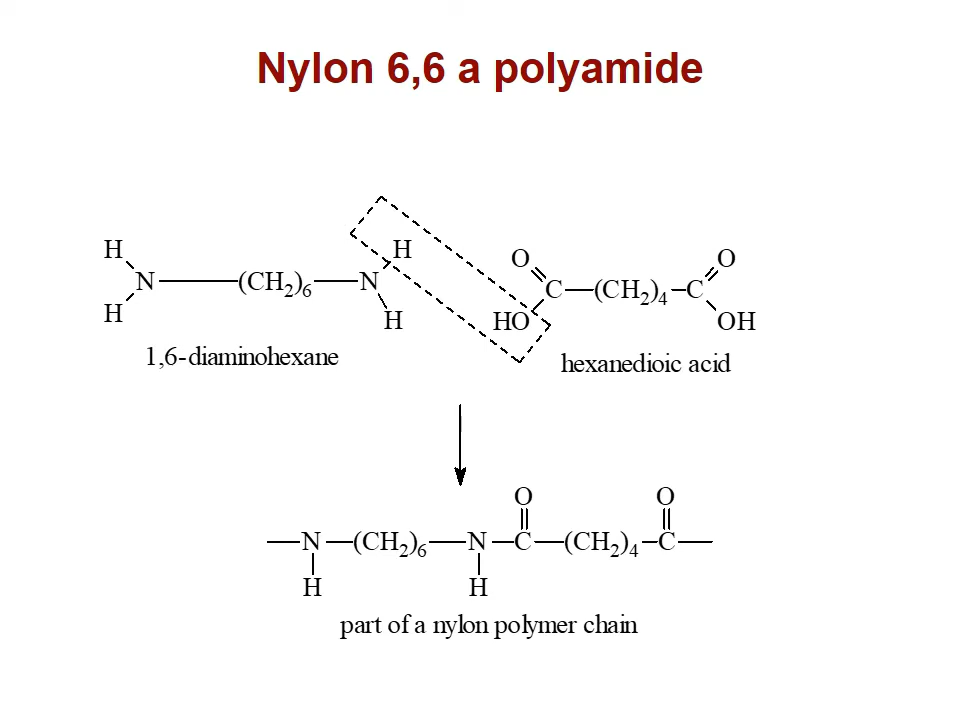 Nylon 6,6 a polyamide
H H O O
N (CH₂)₆ N C (CH₂)₄ C
H H HO OH
1,6-diaminohexane hexanedioic acid
O O
N (CH₂)₆ N C (CH₂)₄ C
H H
part of a nylon polymer chain